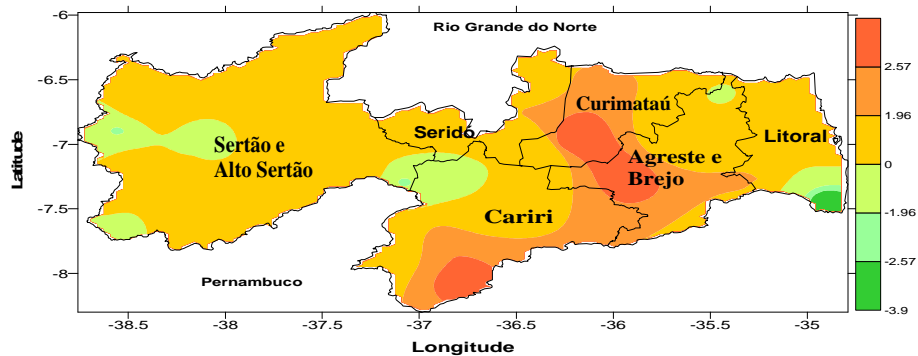 Rio Grande do Norte
-6
-6.5
-7
-7.5
-8
Latitude
Curimataú
Seridó
Sertão e
Alto Sertão
Litoral
Agreste e
Brejo
Cariri
Pernambuco
2.57
1.96
0
-1.96
-2.57
-3.9
-38.5
-38
-37.5
-37
-36.5
-36
-35.5
-35
Longitude